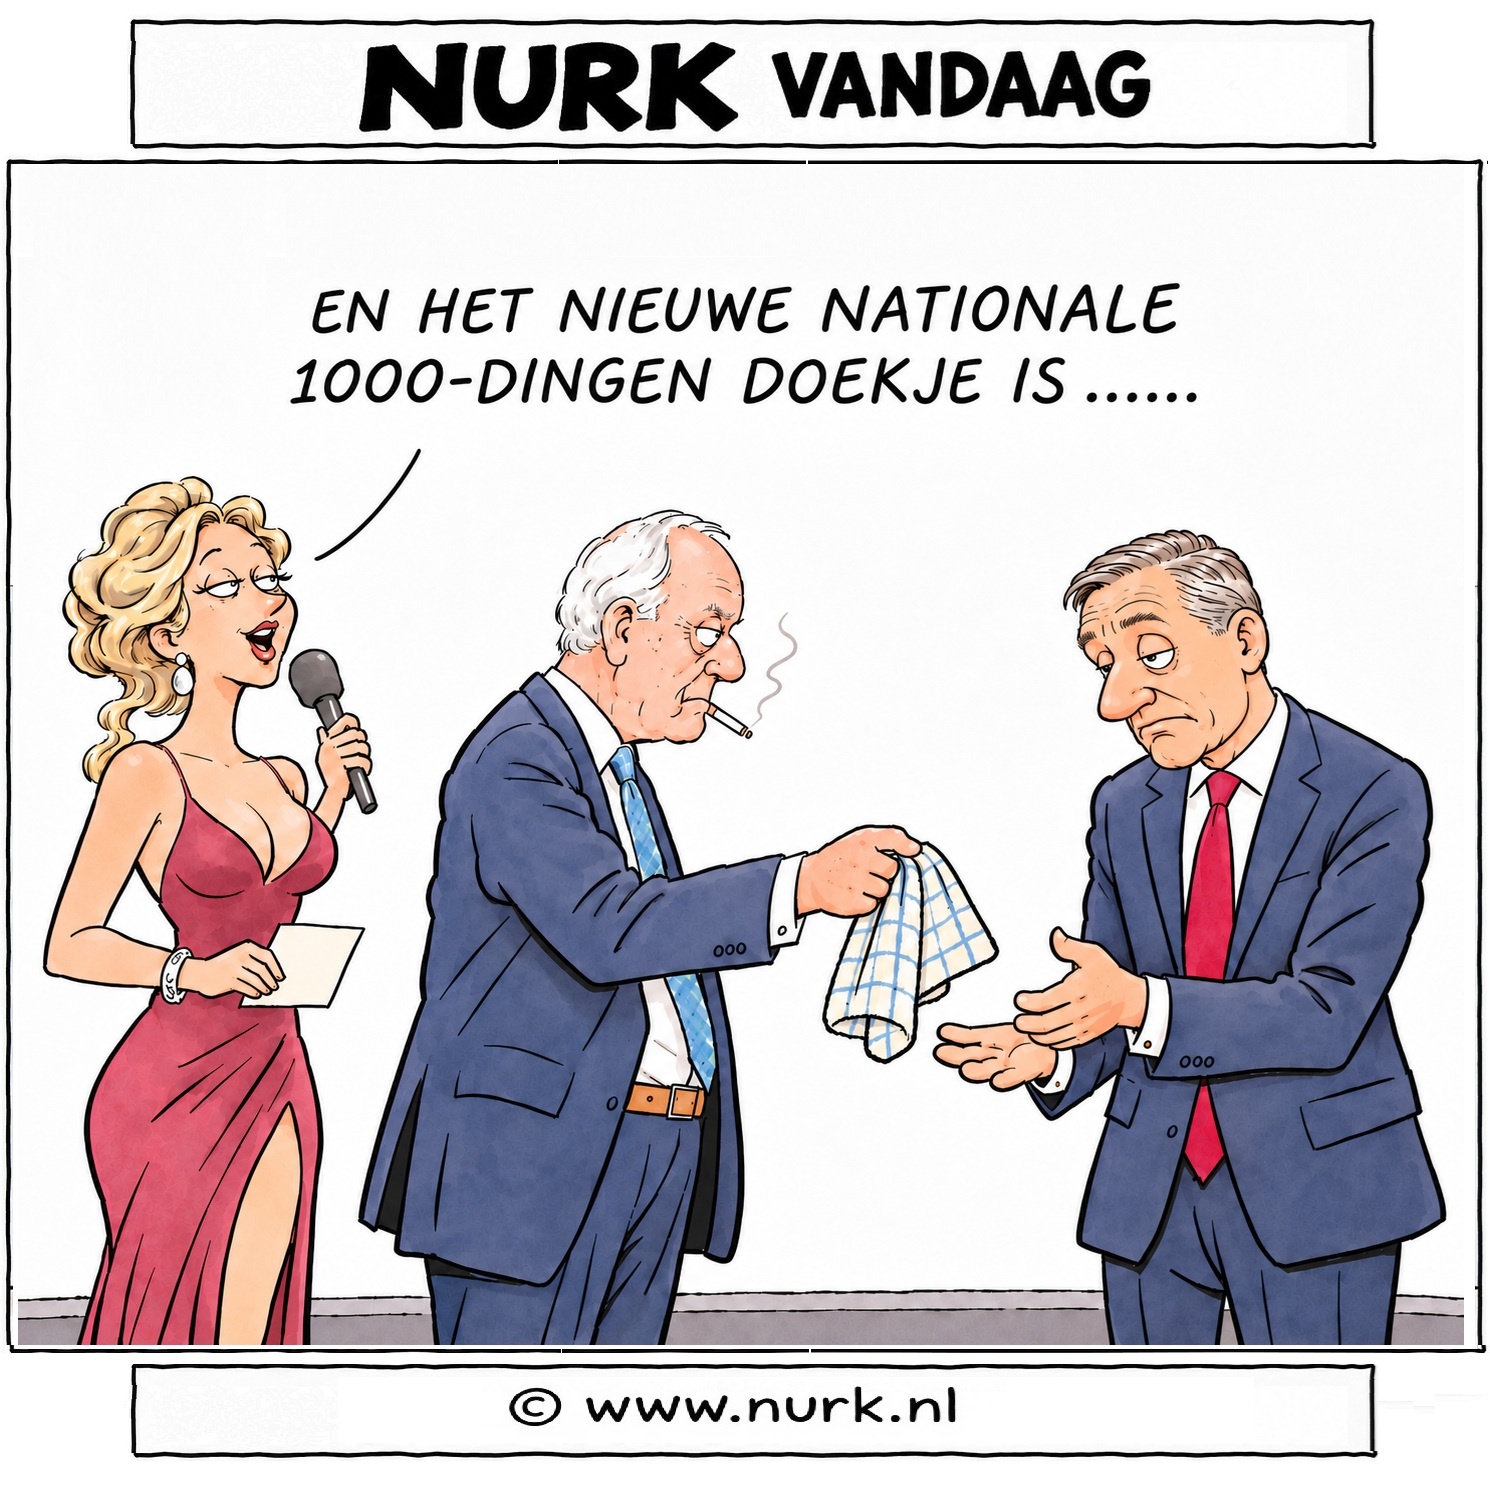 NURK VANDAAG
EN HET NIEUWE NATIONALE
1000-DINGEN DOEKJE IS ......
© www.nurk.nl